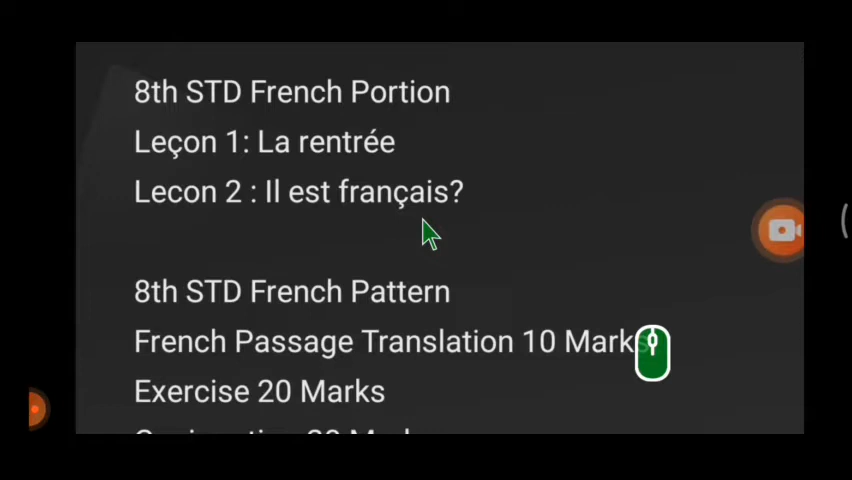 8th STD French Portion
Leçon 1: La rentrée
Lecon 2 : Il est français?
8th STD French Pattern
French Passage Translation 10 Marks
Exercise 20 Marks